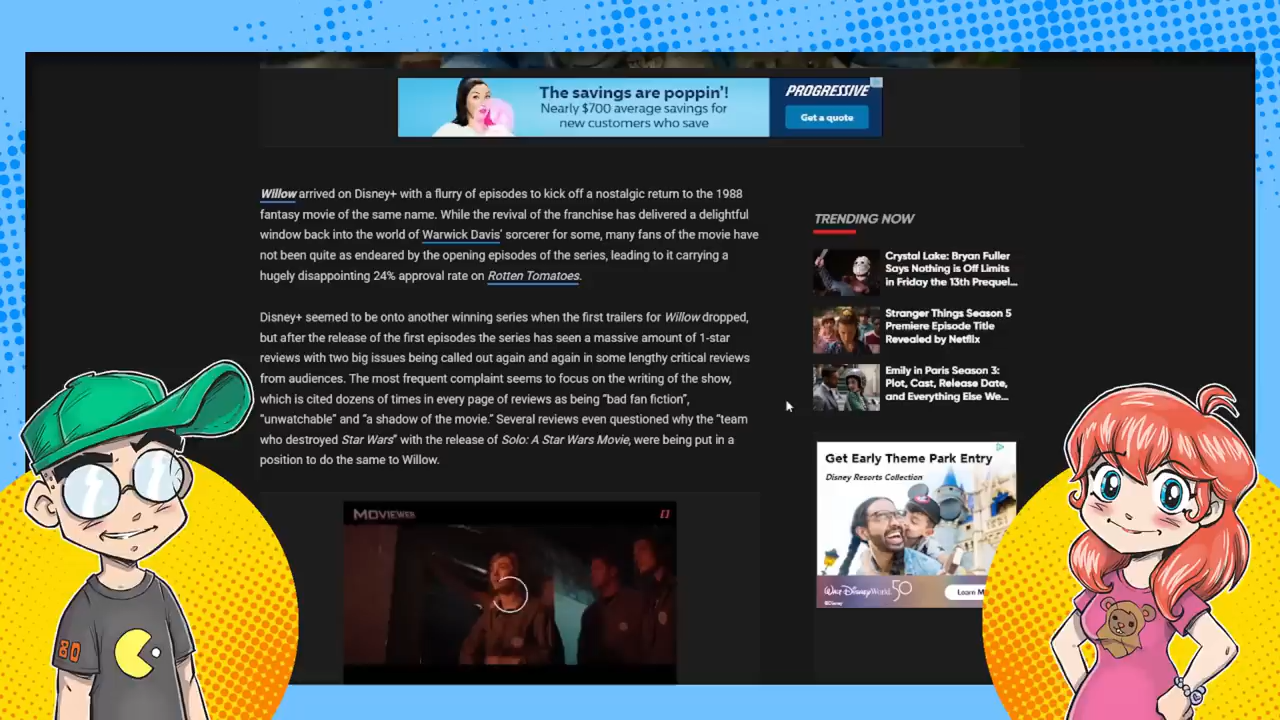 The savings are poppin'!
Nearly $700 average savings for
new customers who save
PROGRESSIVE
Get a quote
Willow arrived on Disney+ with a flurry of episodes to kick off a nostalgic return to the 1988
fantasy movie of the same name. While the revival of the franchise has delivered a delightful
window back into the world of Warwick Davis' sorcerer for some, many fans of the movie have
not been quite as endeared by the opening episodes of the series, leading to it carrying a
hugely disappointing 24% approval rate on Rotten Tomatoes.
Disney+ seemed to be onto another winning series when the first trailers for Willow dropped,
but after the release of the first episodes the series has seen a massive amount of 1-star
reviews with two big issues being called out again and again in some lengthy critical reviews
from audiences. The most frequent complaint seems to focus on the writing of the show,
which is cited dozens of times in every page of reviews as being "bad fan fiction",
"unwatchable" and "a shadow of the movie." Several reviews even questioned why the "team
who destroyed Star Wars" with the release of Solo: A Star Wars Movie, were being put in a
position to do the same to Willow.
MOVIEWEB
TRENDING NOW
Crystal Lake: Bryan Fuller
Says Nothing is Off Limits
in Friday the 13th Prequel...
Stranger Things Season 5
Premiere Episode Title
Revealed by Netflix
Emily in Paris Season 3:
Plot, Cast, Release Date,
and Everything Else We...
Get Early Theme Park Entry
Disney Resorts Collection
Walt Disney World 50
Learn M
©Disney
80